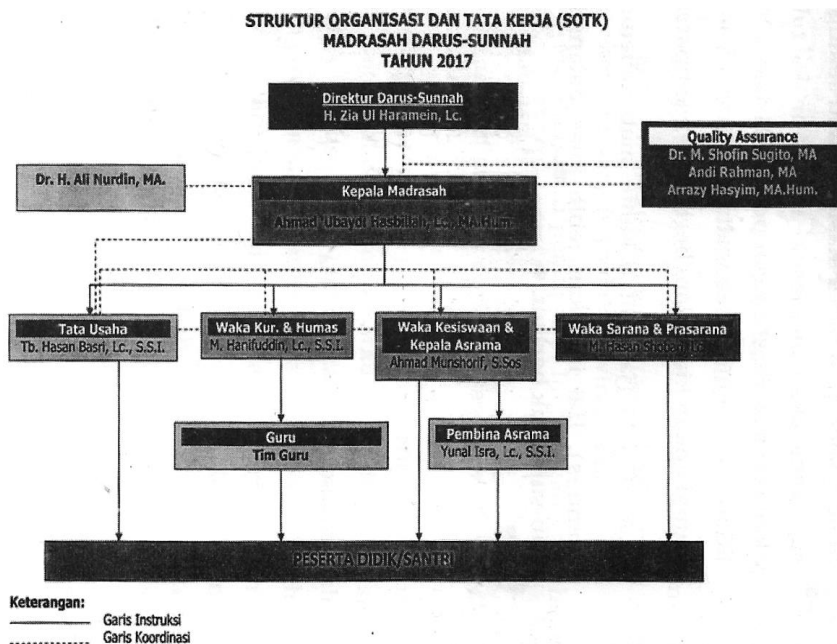 STRUKTUR ORGANISASI DAN TATA KERJA (SOTK)
MADRASAH DARUS-SUNNAH
TAHUN 2017
Direktur Darus-Sunnah
H. Zia Ul Haramein, Lc.
Quality Assurance
Dr. M. Shofin Sugito, MA
Andi Rahman, MA
Arrazy Hasyim, MA.Hum.
Dr. H. Ali Nurdin, MA.
Kepala Madrasah
Ahmad 'Ubaydi Hasbillah, Lc., MA.Hum.
Tata Usaha
Tb. Hasan Basri, Lc., S.S.I.
Waka Kur. & Humas
M. Hanifuddin, Lc., S.S.I.
Waka Kesiswaan &
Kepala Asrama
Ahmad Munshorif, S.Sos
Waka Sarana & Prasarana
M. Hasan Shobari,
Guru
Tim Guru
Pembina Asrama
Yunal Isra, Lc., S.S.I.
PESERTA DIDIK/SANTRI
Keterangan:
Garis Instruksi
Garis Koordinasi